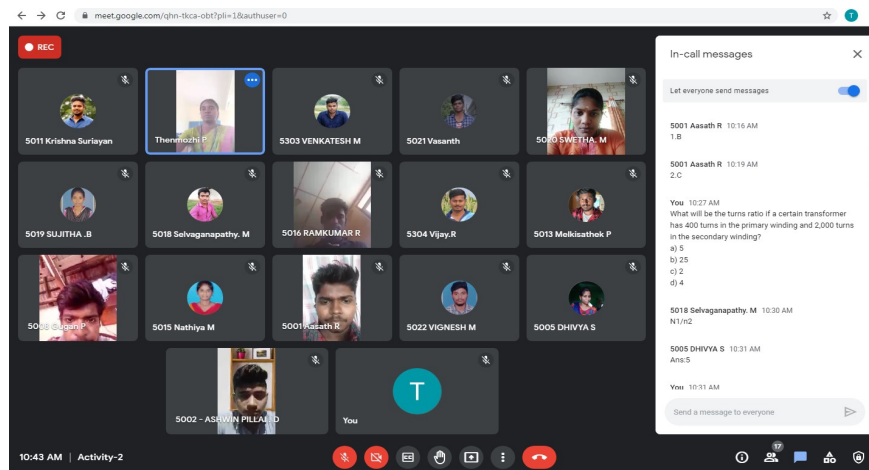 meet.google.com/qhn-tkca-obt?pli=1&authuser=0
T
REC
5011 Krishna Suriayan
Thenmozhi P
5303 VENKATESH M
5021 Vasanth
5020 SWETHA. M
5019 SUJITHA .B
5018 Selvaganapathy. M
5016 RAMKUMAR R
5304 Vijay.R
5013 Melkisathek P
5008 Gugan P
5015 Nathiya M
5001 Aasath R
5022 VIGNESH M
5005 DHIVYA S
5002 - ASHWIN PILLAI . D
T
You
In-call messages
Let everyone send messages
5001 Aasath R 10:16 AM
1.B
5001 Aasath R 10:19 AM
2.C
You 10:27 AM
What will be the turns ratio if a certain transformer
has 400 turns in the primary winding and 2,000 turns
in the secondary winding?
a) 5
b) 25
c) 2
d) 4
5018 Selvaganapathy. M 10:30 AM
N1/n2
5005 DHIVYA S 10:31 AM
Ans:5
You 10:31 AM
Send a message to everyone
10:43 AM | Activity-2
17